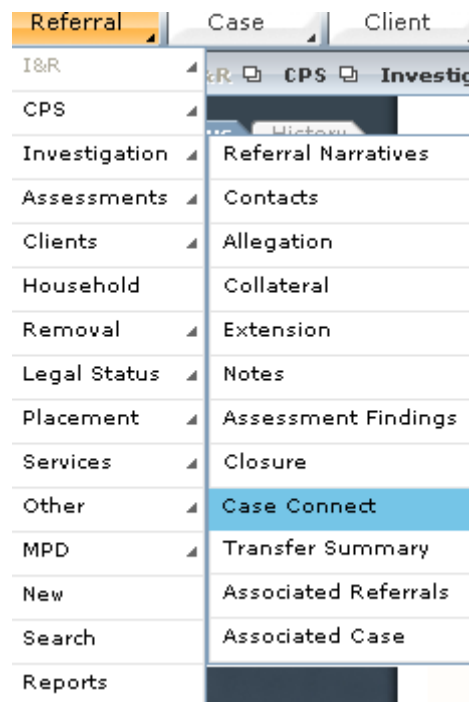 Referral Case Client
I&R
CPS Investig
CPS
History
Investigation
Assessments
Clients
Household
Removal
Legal Status
Placement
Services
Other
MPD
New
Search
Reports
Referral Narratives
Contacts
Allegation
Collateral
Extension
Notes
Assessment Findings
Closure
Case Connect
Transfer Summary
Associated Referrals
Associated Case